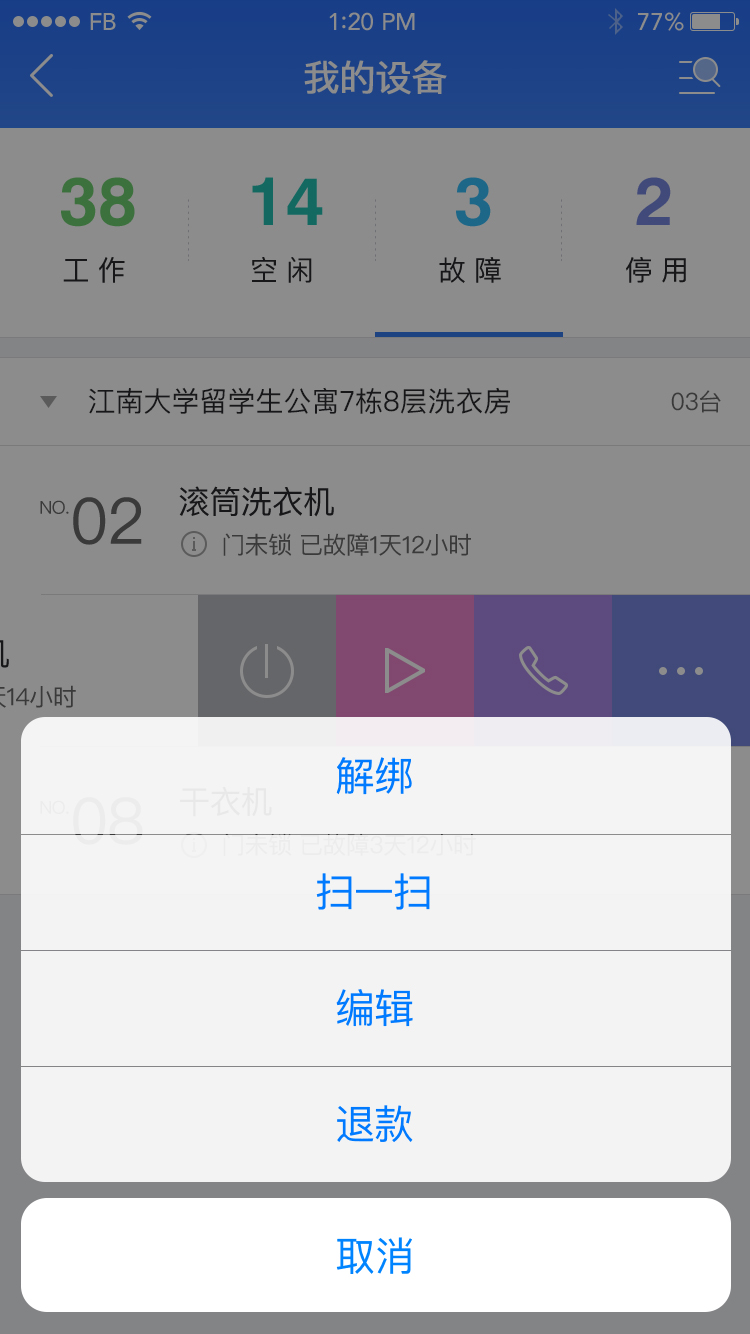 FB 1:20 PM 77%
我的设备
38 14 3 2
工作 空闲 故障 停用
江南大学留学生公寓7栋8层洗衣房 03台
NO.02 滚筒洗衣机
门未锁 已故障1天12小时
机
天14小时
解绑
NO.08 干衣机
门未锁 已故障3天12小时
扫一扫
编辑
退款
取消